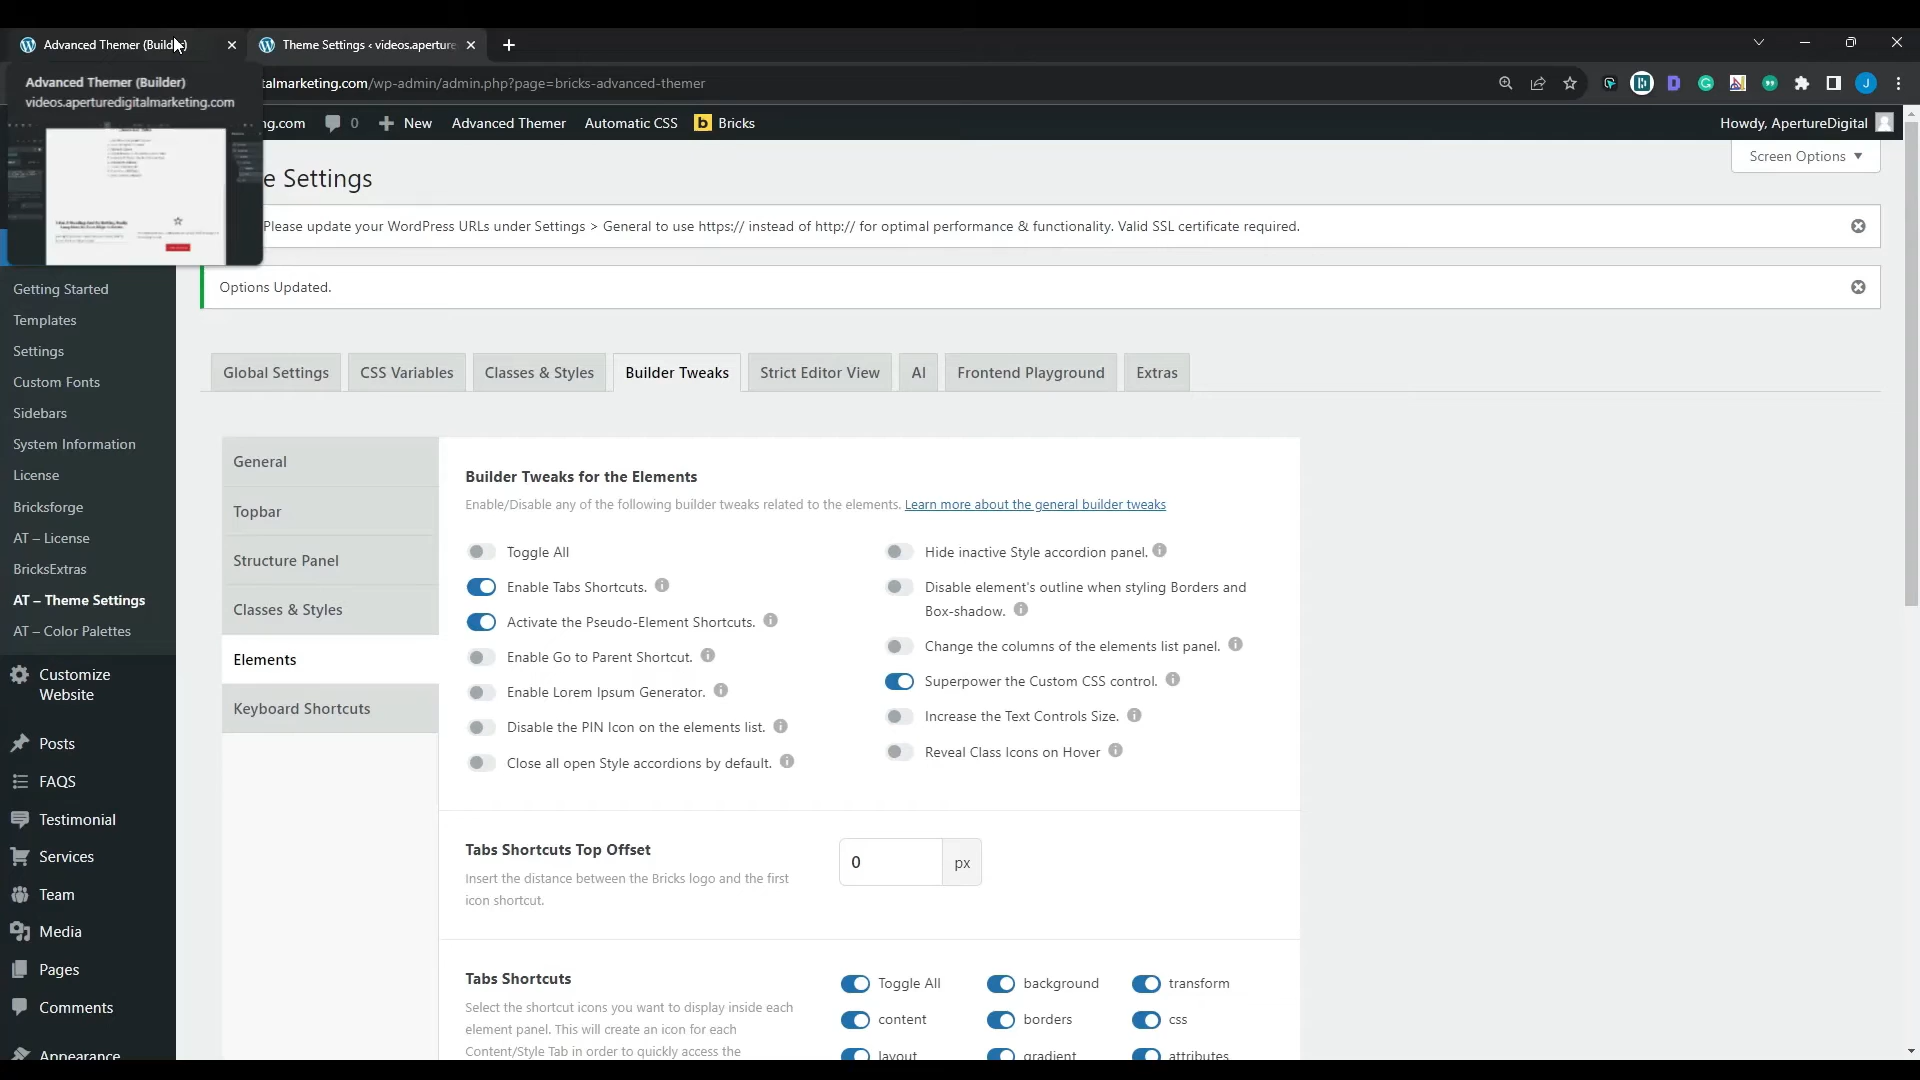 Advanced Themer (Builder)
Theme Settings ‹ videos.aperture
Advanced Themer (Builder)
videos.aperturedigitalmarketing.com
talmarketing.com/wp-admin/admin.php?page=bricks-advanced-themer
ng.com
0
New
Advanced Themer
Automatic CSS
b
Bricks
Howdy, ApertureDigital
Screen Options
e Settings
Please update your WordPress URLs under Settings > General to use https:// instead of http:// for optimal performance & functionality. Valid SSL certificate required.
Options Updated.
Getting Started
Templates
Settings
Custom Fonts
Sidebars
System Information
License
Bricksforge
AT – License
BricksExtras
AT – Theme Settings
AT – Color Palettes
Customize
Website
Posts
FAQS
Testimonial
Services
Team
Media
Pages
Comments
Appearance
Global Settings
CSS Variables
Classes & Styles
Builder Tweaks
Strict Editor View
AI
Frontend Playground
Extras
General
Topbar
Structure Panel
Classes & Styles
Elements
Keyboard Shortcuts
Builder Tweaks for the Elements
Enable/Disable any of the following builder tweaks related to the elements. Learn more about the general builder tweaks
Toggle All
Enable Tabs Shortcuts.
Activate the Pseudo-Element Shortcuts.
Enable Go to Parent Shortcut.
Enable Lorem Ipsum Generator.
Disable the PIN Icon on the elements list.
Close all open Style accordions by default.
Hide inactive Style accordion panel.
Disable element's outline when styling Borders and
Box-shadow.
Change the columns of the elements list panel.
Superpower the Custom CSS control.
Increase the Text Controls Size.
Reveal Class Icons on Hover
Tabs Shortcuts Top Offset
Insert the distance between the Bricks logo and the first
icon shortcut.
0
px
Tabs Shortcuts
Select the shortcut icons you want to display inside each
element panel. This will create an icon for each
Content/Style Tab in order to quickly access the
Toggle All
background
transform
content
borders
css
layout
gradient
attributes